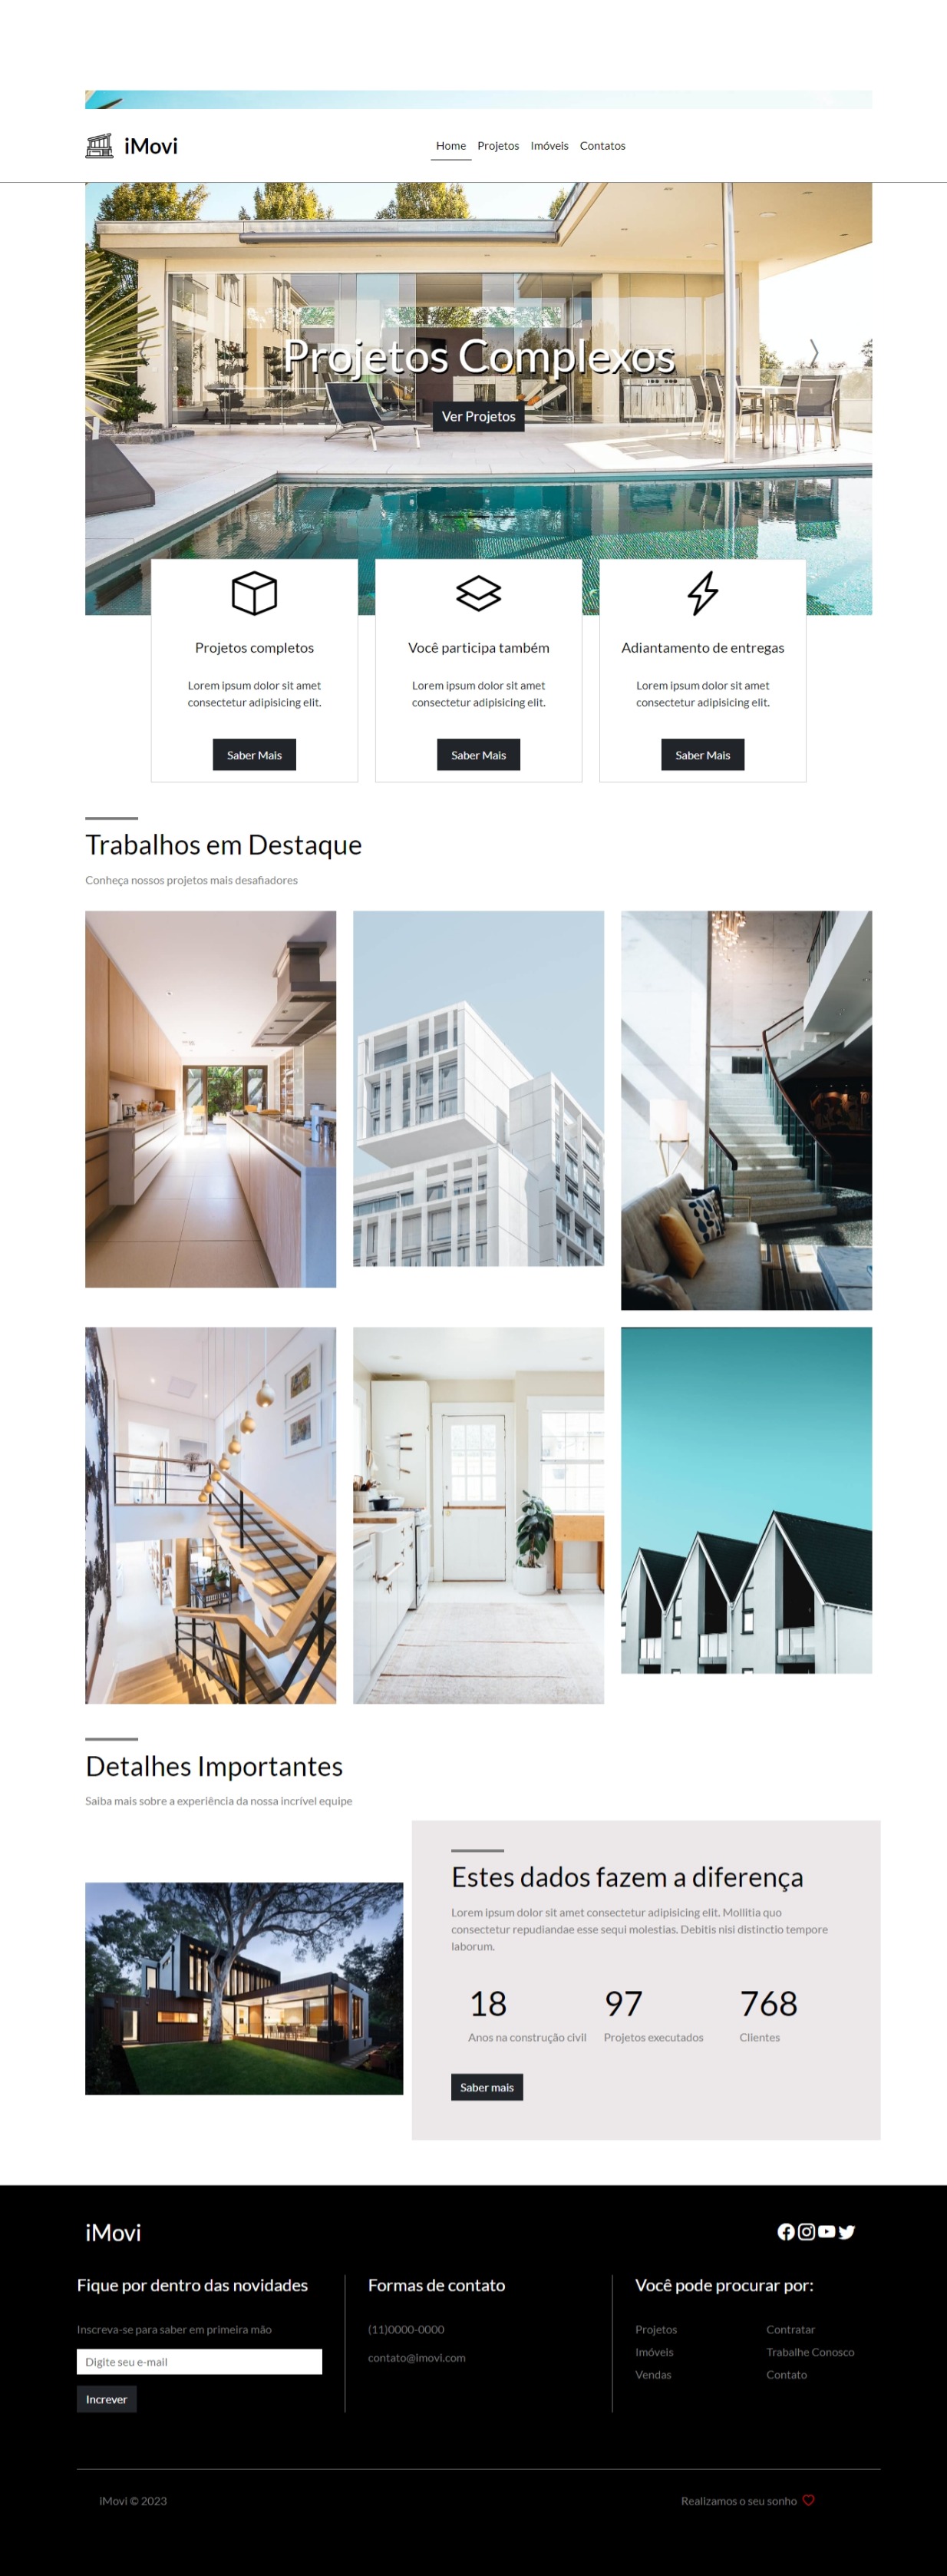 iMovi
Home Projetos Imóveis Contatos
Projetos Complexos
Ver Projetos
Projetos completos
Lorem ipsum dolor sit amet
consectetur adipisicing elit.
Saber Mais
Você participa também
Lorem ipsum dolor sit amet
consectetur adipisicing elit.
Saber Mais
Adiantamento de entregas
Lorem ipsum dolor sit amet
consectetur adipisicing elit.
Saber Mais
Trabalhos em Destaque
Conheça nossos projetos mais desafiadores
Detalhes Importantes
Saiba mais sobre a experiência da nossa incrível equipe
Estes dados fazem a diferença
Lorem ipsum dolor sit amet consectetur adipisicing elit. Mollitia quo
consectetur repudiandae esse sequi molestias. Debitis nisi distinctio tempore
laborum.
18
Anos na construção civil
97
Projetos executados
768
Clientes
Saber mais
iMovi
Fique por dentro das novidades
Inscreva-se para saber em primeira mão
Digite seu e-mail
Increver
Formas de contato
(11)0000-0000
contato@imovi.com
Você pode procurar por:
Projetos
Imóveis
Vendas
Contratar
Trabalhe Conosco
Contato
iMovi © 2023
Realizamos o seu sonho